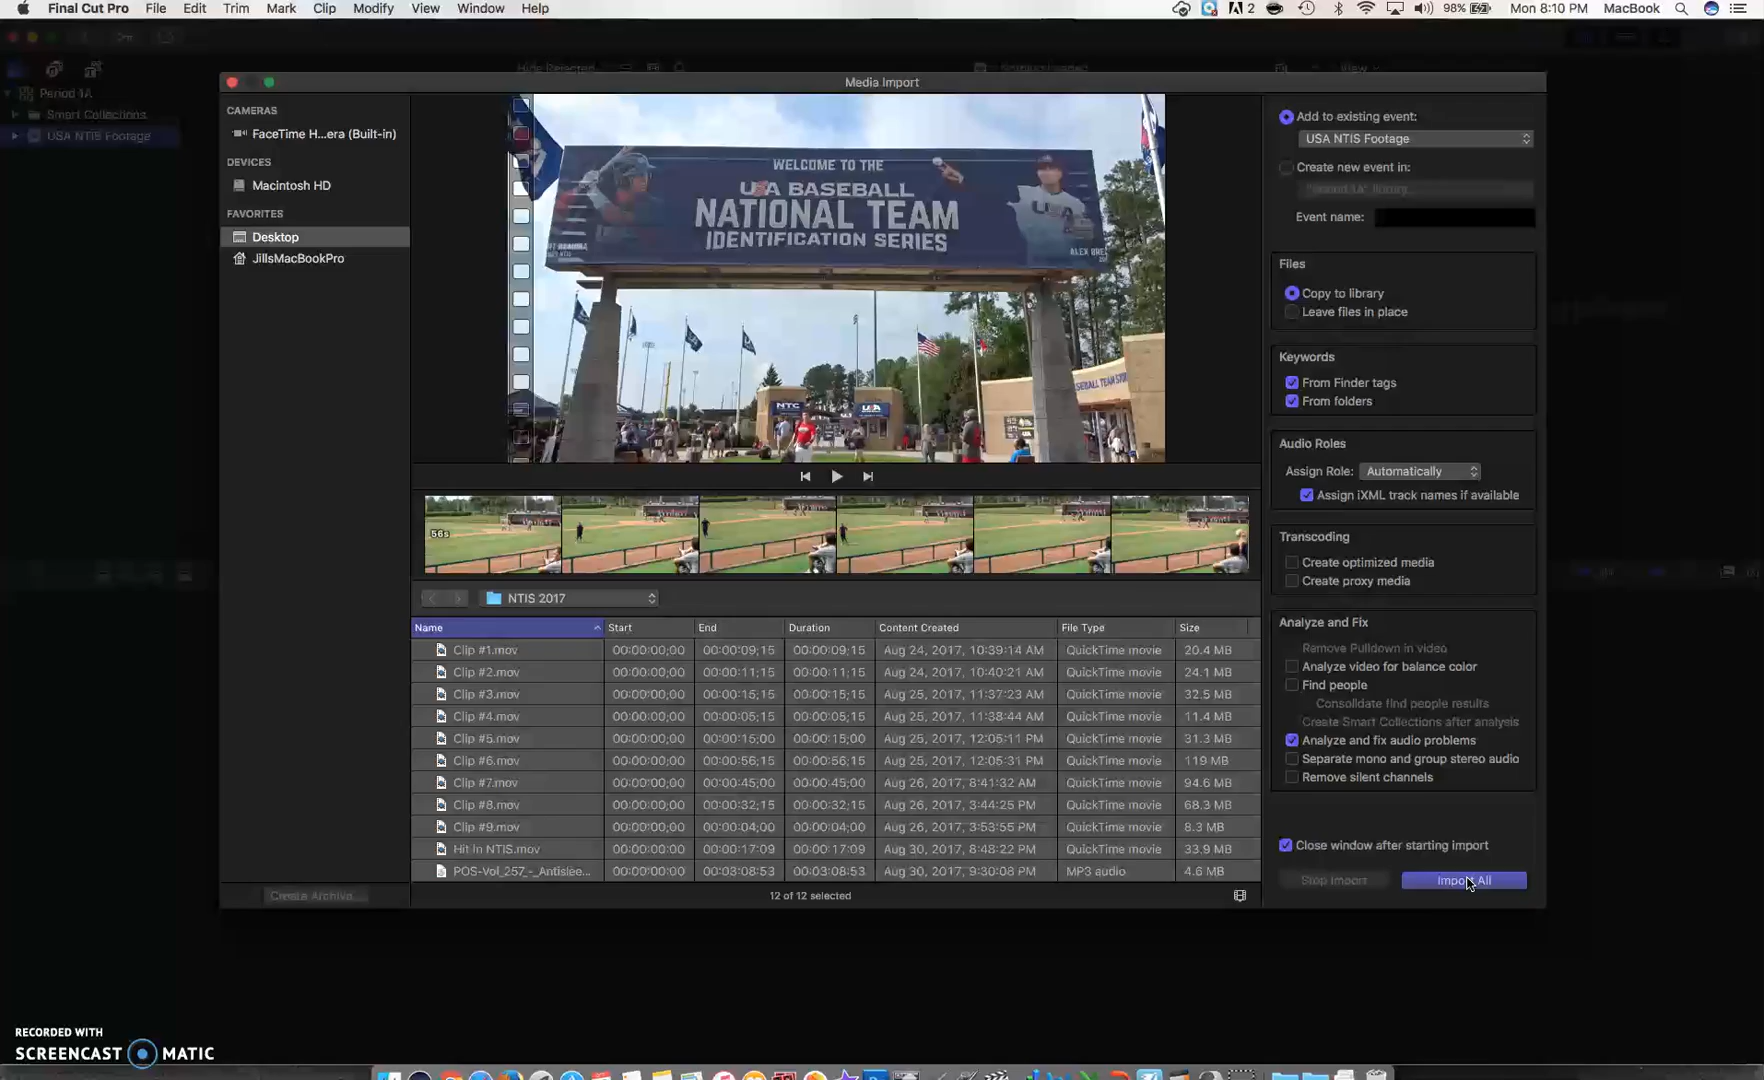 Final Cut Pro File Edit Trim Mark Clip Modify View Window Help
2 98% Mon 8:10 PM MacBook
Media Import
Period 1A
Smart Collections
USA NTIS Footage
CAMERAS
FaceTime H...era (Built-in)
DEVICES
Macintosh HD
FAVORITES
Desktop
JillsMacBookPro
Create Archive...
WELCOME TO THE
USA BASEBALL
NATIONAL TEAM
IDENTIFICATION SERIES
NTC
USA
56s
NTIS 2017
Name Start End Duration Content Created File Type Size
Clip #1.mov 00:00:00;00 00:00:09;15 00:00:09;15 Aug 24, 2017, 10:39:14 AM QuickTime movie 20.4 MB
Clip #2.mov 00:00:00;00 00:00:11;15 00:00:11;15 Aug 24, 2017, 10:40:21 AM QuickTime movie 24.1 MB
Clip #3.mov 00:00:00;00 00:00:15;15 00:00:15;15 Aug 25, 2017, 11:37:23 AM QuickTime movie 32.5 MB
Clip #4.mov 00:00:00;00 00:00:05;15 00:00:05;15 Aug 25, 2017, 11:38:44 AM QuickTime movie 11.4 MB
Clip #5.mov 00:00:00;00 00:00:15;00 00:00:15;00 Aug 25, 2017, 12:05:11 PM QuickTime movie 31.3 MB
Clip #6.mov 00:00:00;00 00:00:56;15 00:00:56;15 Aug 25, 2017, 12:05:31 PM QuickTime movie 119 MB
Clip #7.mov 00:00:00;00 00:00:45;00 00:00:45;00 Aug 26, 2017, 8:41:32 AM QuickTime movie 94.6 MB
Clip #8.mov 00:00:00;00 00:00:32;15 00:00:32;15 Aug 26, 2017, 3:44:25 PM QuickTime movie 68.3 MB
Clip #9.mov 00:00:00;00 00:00:04;00 00:00:04;00 Aug 26, 2017, 3:53:55 PM QuickTime movie 8.3 MB
Hit In NTIS.mov 00:00:00:00 00:00:17:09 00:00:17:09 Aug 30, 2017, 8:48:22 PM QuickTime movie 33.9 MB
POS-Vol_257_-_Antislee... 00:00:00:00 00:03:08:53 00:03:08:53 Aug 30, 2017, 9:30:08 PM MP3 audio 4.6 MB
12 of 12 selected
Add to existing event:
USA NTIS Footage
Create new event in:
"Period 1A" library
Event name:
Files
Copy to library
Leave files in place
Keywords
From Finder tags
From folders
Audio Roles
Assign Role: Automatically
Assign iXML track names if available
Transcoding
Create optimized media
Create proxy media
Analyze and Fix
Remove Pulldown in video
Analyze video for balance color
Find people
Consolidate find people results
Create Smart Collections after analysis
Analyze and fix audio problems
Separate mono and group stereo audio
Remove silent channels
Close window after starting import
Stop Import Import All
RECORDED WITH
SCREENCAST MATIC